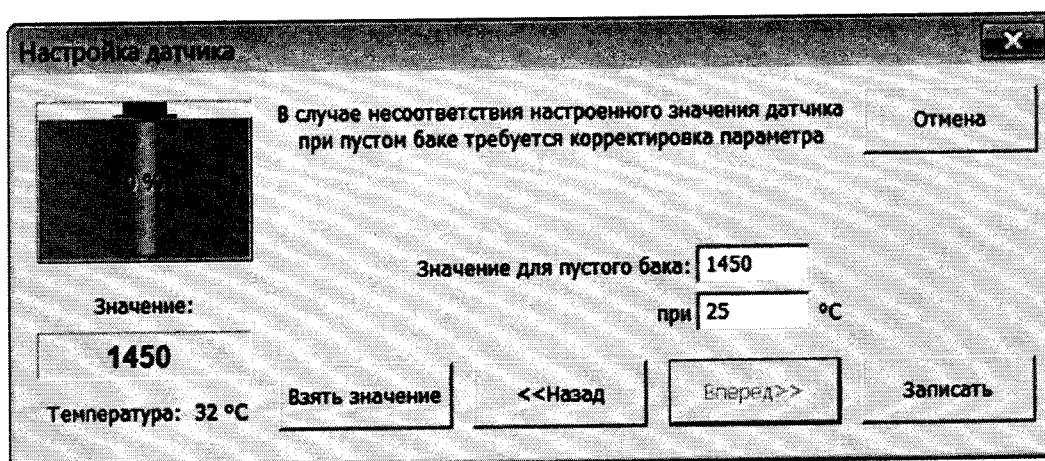 Настройка датчика
В случае несоответствия настроенного значения датчика
при пустом баке требуется корректировка параметра
Отмена
Значение для пустого бака: 1450
при 25 °C
Значение:
1450
Температура: 32 °C
Взять значение
<<Назад
Вперед>>
Записать